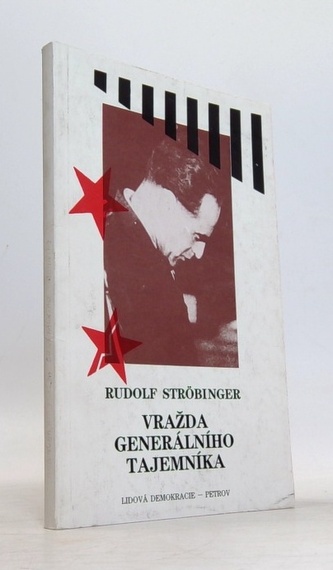 RUDOLF STRÖBINGER
VRAŽDA
GENERÁLNÍHO
TAJEMNÍKA
LIDOVÁ DEMOKRACIE – PETROV